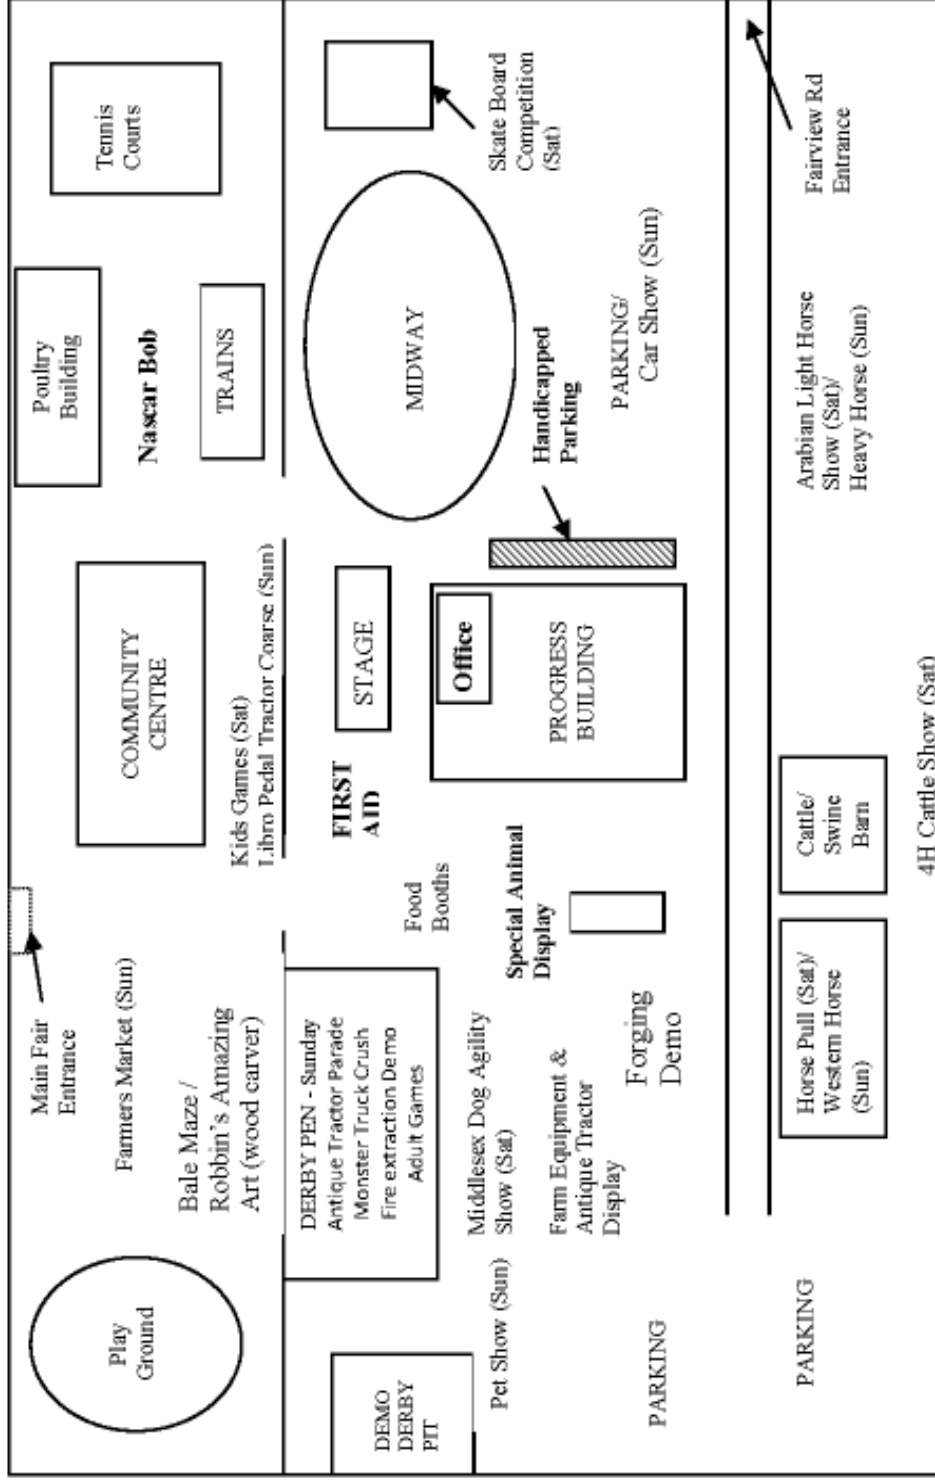 Play
Ground
Main Fair
Entrance
Farmers Market (Sun)
Bale Maze /
Robbin's Amazing
Art (wood carver)
COMMUNITY
CENTRE
Kids Games (Sat)
Libro Pedal Tractor Coarse (Sun)
Poultry
Building
Nascar Bob
TRAINS
Tennis
Courts
DEMO
DERBY
PIT
DERBY PEN - Sunday
Antique Tractor Parade
Monster Truck Crush
Fire extraction Demo
Adult Games
FIRST
AID
STAGE
Food
Booths
MIDWAY
Skate Board
Competition
(Sat)
Pet Show (Sun)
Middlesex Dog Agility
Show (Sat)
Farm Equipment &
Antique Tractor
Display
Special Animal
Display
Forging
Demo
Office
PROGRESS
BUILDING
Handicapped
Parking
PARKING/
Car Show (Sun)
PARKING
PARKING
Horse Pull (Sat)/
Western Horse
(Sun)
Cattle/
Swine
Barn
Arabian Light Horse
Show (Sat)/
Heavy Horse (Sun)
Fairview Rd
Entrance
4H Cattle Show (Sat)